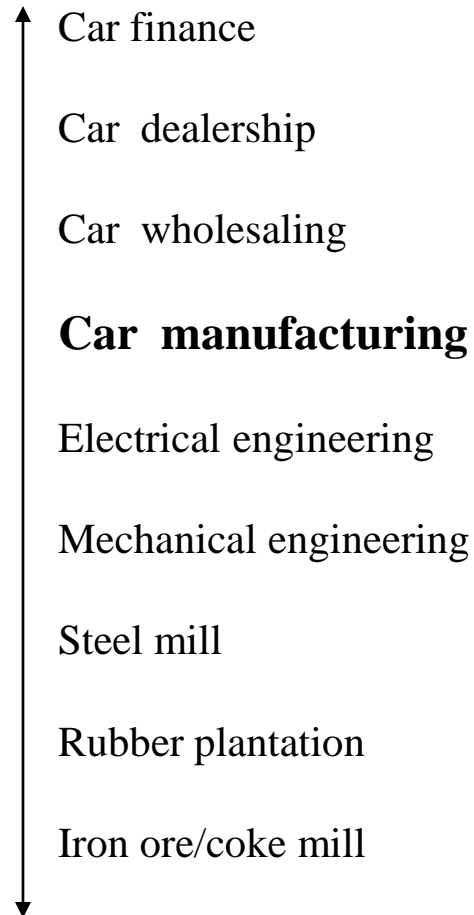 Car finance
Car dealership
Car wholesaling
Car manufacturing
Electrical engineering
Mechanical engineering
Steel mill
Rubber plantation
Iron ore/coke mill